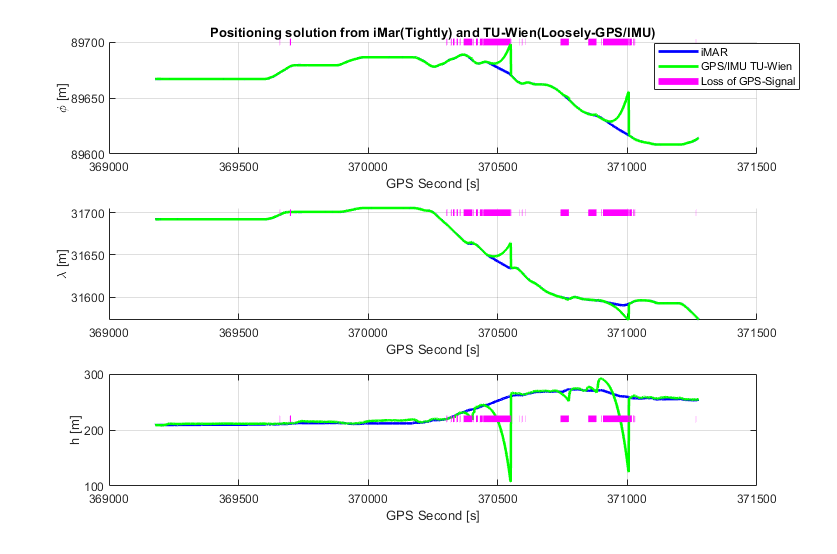 Positioning solution from iMar(Tightly) and TU-Wien(Loosely-GPS/IMU)
iMAR
GPS/IMU TU-Wien
Loss of GPS-Signal
ϕ [m]
89700
89650
89600
369000 369500 370000 370500 371000 371500
GPS Second [s]
λ [m]
31700
31650
31600
369000 369500 370000 370500 371000 371500
GPS Second [s]
h [m]
300
200
100
369000 369500 370000 370500 371000 371500
GPS Second [s]